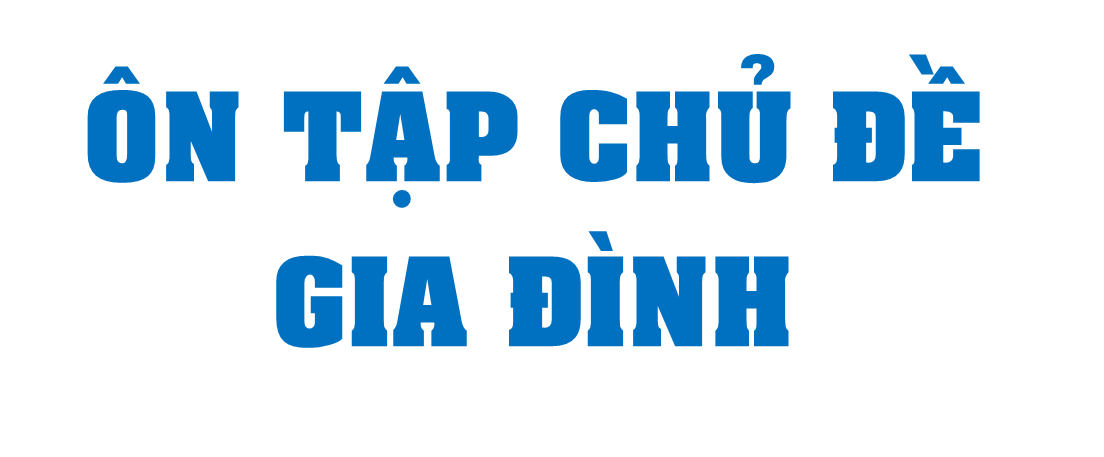 ÔN TẬP CHỦ ĐỀ
GIA ĐÌNH